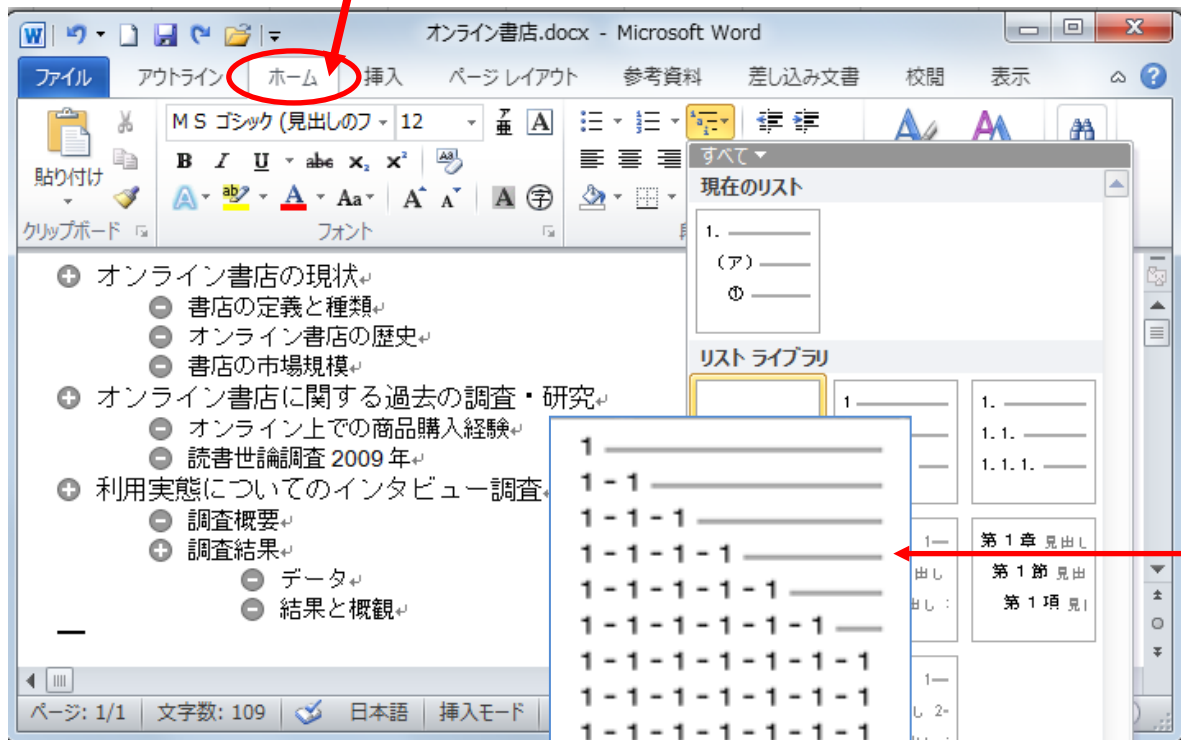 オンライン書店.docx - Microsoft Word
ファイル アウトライン ホーム 挿入 ページ レイアウト 参考資料 差し込み文書 校閲 表示
ＭＳ ゴシック (見出しのフ 12
貼り付け
クリップボード
フォント
すべて
現在のリスト
1.
(ア)
①
リスト ライブラリ
1
1.
1.1.
1.1.1.
第 1 章 見出し
第 1 節 見出
第 1 項 見
オンライン書店の現状
書店の定義と種類
オンライン書店の歴史
書店の市場規模
オンライン書店に関する過去の調査・研究
オンライン上での商品購入経験
読書世論調査 2009 年
利用実態についてのインタビュー調査
調査概要
調査結果
データ
結果と概観
1
1 - 1
1 - 1 - 1
1 - 1 - 1 - 1
1 - 1 - 1 - 1 - 1
1 - 1 - 1 - 1 - 1 - 1
1 - 1 - 1 - 1 - 1 - 1 - 1
1 - 1 - 1 - 1 - 1 - 1 - 1
1 - 1 - 1 - 1 - 1 - 1 - 1
ページ: 1/1 文字数: 109 日本語 挿入モード